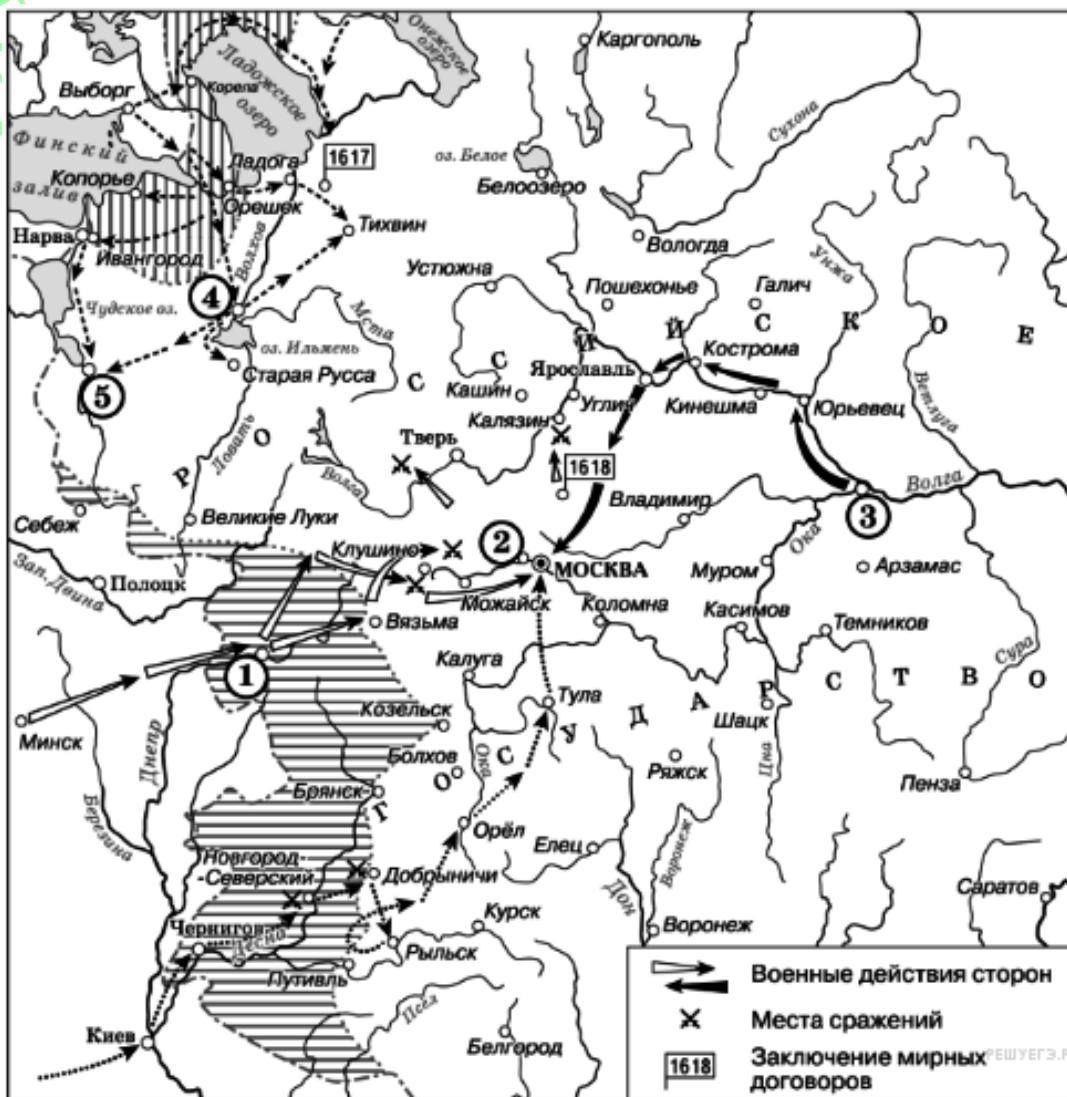 Каргополь
Онежское
озеро
Ладожское
озеро
Корела
Выборг
Сухона
Финский
залив
Ладога
1617
оз. Белое
Белоозеро
Копорье
Орешек
Тихвин
Нарва
Ивангород
Волхов
Вологда
Устюжна
Пошехонье
Галич
Унжа
4
Чудское оз.
Мста
оз. Ильмень
Старая Русса
РОССИЙСКОЕ
Ярославль
Кострома
Кашин
Углич
Кинешма
Юрьевец
Ветлуга
5
Калязин
Тверь
Ловать
Волга
1618
Владимир
Волга
3
Себеж
Великие Луки
Клушино
2
МОСКВА
Ока
Муром
Арзамас
Зап. Двина
Полоцк
Можайск
Коломна
Касимов
Темников
Вязьма
Сура
1
Калуга
Тула
ГОСУДАРСТВО
Минск
Днепр
Козельск
Шацк
Болхов
Ока
Цна
Ряжск
Пенза
Березина
Брянск
Орёл
Елец
Воронеж
Новгород
-Северский
Добрыничи
Дон
Саратов
Чернигов
Десна
Курск
Воронеж
Путивль
Рыльск
Псёл
Киев
Белгород
Военные действия сторон
Места сражений
1618
Заключение мирных
договоров
РЕШУЕГЭ.Р